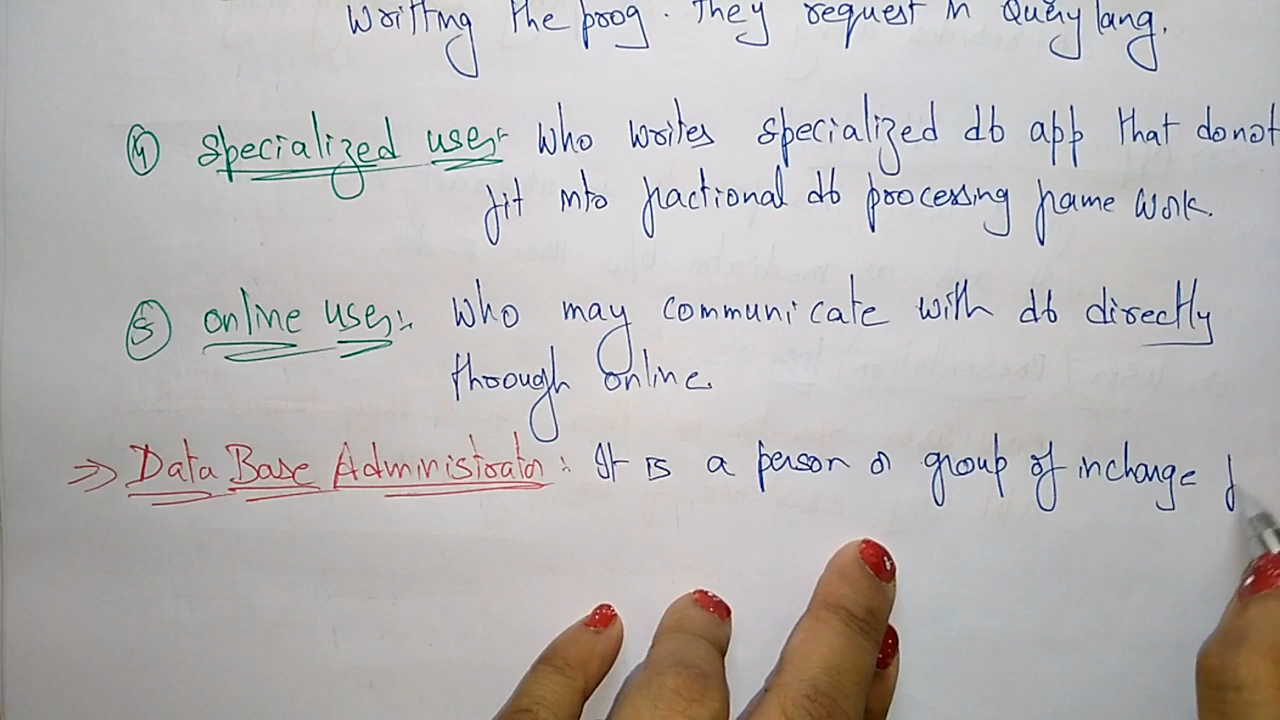 writting the prog. They request in Query lang.
④ specialized user who writes specialized db app that donot
fit into fractional db processing frame work.
⑤ online user:. who may communicate with db directly
through online.
⇒ Data Base Administrator: It is a person or group of incharge f